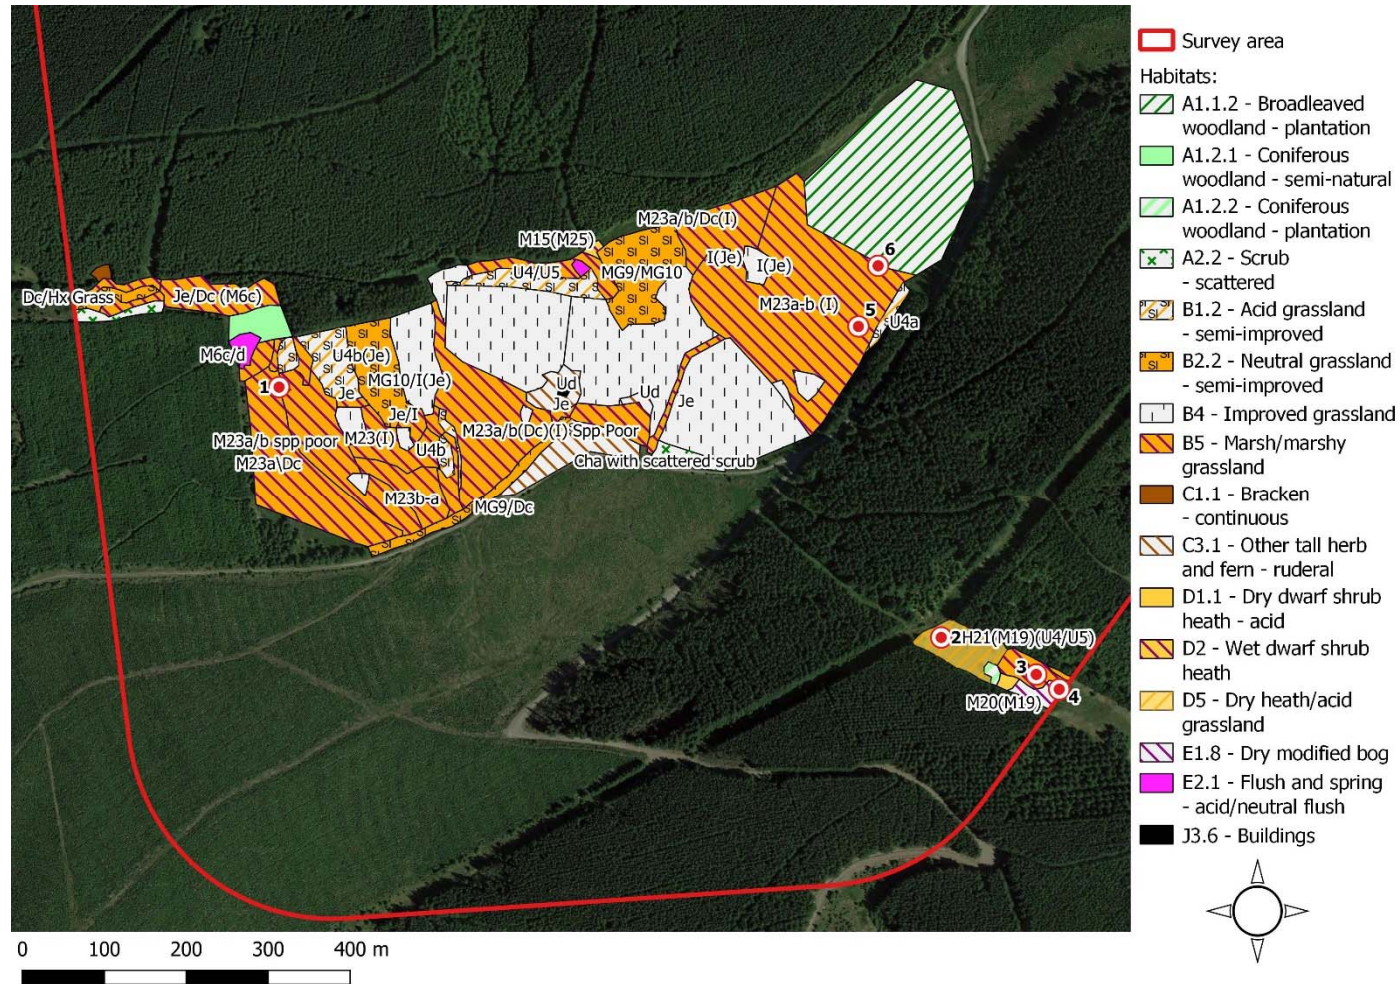 Survey area
Habitats:
A1.1.2 - Broadleaved
woodland - plantation
A1.2.1 - Coniferous
woodland - semi-natural
A1.2.2 - Coniferous
woodland - plantation
A2.2 - Scrub
- scattered
B1.2 - Acid grassland
- semi-improved
B2.2 - Neutral grassland
- semi-improved
B4 - Improved grassland
B5 - Marsh/marshy
grassland
C1.1 - Bracken
- continuous
C3.1 - Other tall herb
and fern - ruderal
D1.1 - Dry dwarf shrub
heath - acid
D2 - Wet dwarf shrub
heath
D5 - Dry heath/acid
grassland
E1.8 - Dry modified bog
E2.1 - Flush and spring
- acid/neutral flush
J3.6 - Buildings
M23a/b/Dc(I)
M15(M25)
6
U4/U5
MG9/MG10
I(Je)
I(Je)
Dc/Hx Grass
Je/Dc (M6c)
M23a-b (I)
5
U4a
M6c/d
U4b(Je)
1
MG10/I(Je)
Je
Ud
Je
Ud
Je
Je/I
M23a/b spp poor
M23(I)
M23a/b(Dc)(I) Spp Poor
M23a\Dc
U4b
Cha with scattered scrub
M23b-a
MG9/Dc
2
H21(M19)(U4/U5)
3
4
M20(M19)
0 100 200 300 400 m